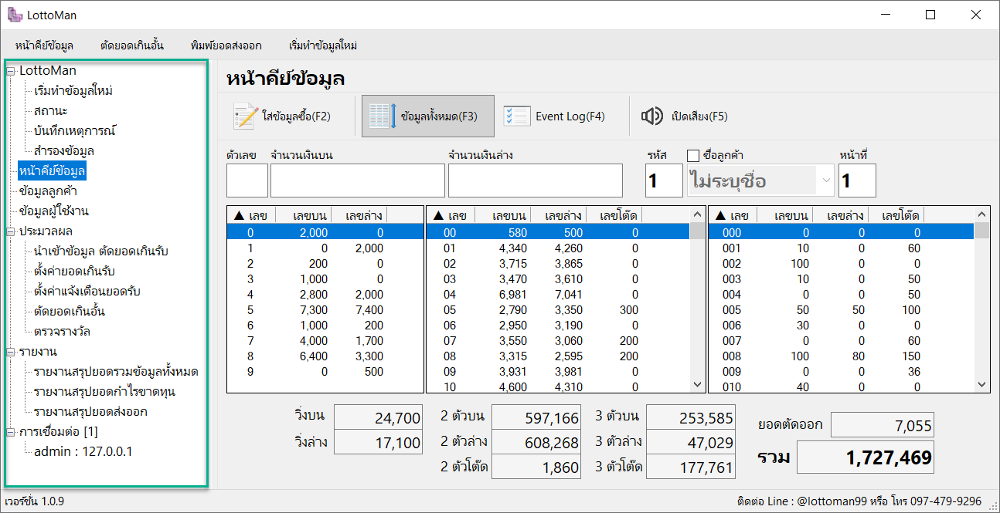 LottoMan
หน้าคีย์ข้อมูล ตัดยอดเกินอั้น พิมพ์ยอดส่งออก เริ่มทำข้อมูลใหม่
LottoMan
เริ่มทำข้อมูลใหม่
สถานะ
บันทึกเหตุการณ์
สำรองข้อมูล
หน้าคีย์ข้อมูล
ข้อมูลลูกค้า
ข้อมูลผู้ใช้งาน
ประมวลผล
นำเข้าข้อมูล ตัดยอดเกินรับ
ตั้งค่ายอดเกินรับ
ตั้งค่าแจ้งเตือนยอดรับ
ตัดยอดเกินอั้น
ตรวจรางวัล
รายงาน
รายงานสรุปยอดรวมข้อมูลทั้งหมด
รายงานสรุปยอดกำไรขาดทุน
รายงานสรุปยอดส่งออก
การเชื่อมต่อ [1]
admin : 127.0.0.1
หน้าคีย์ข้อมูล
ใส่ข้อมูลซื้อ(F2) ข้อมูลทั้งหมด(F3) Event Log(F4) เปิดเสียง(F5)
ตัวเลข จำนวนเงินบน จำนวนเงินล่าง รหัส ชื่อลูกค้า หน้าที่
1 ไม่ระบุชื่อ 1
▲ เลข เลขบน เลขล่าง
0 2,000 0
1 0 2,000
2 200 0
3 1,000 0
4 2,800 2,000
5 7,300 7,400
6 1,000 200
7 4,000 1,700
8 6,400 3,300
9 0 500
▲ เลข เลขบน เลขล่าง เลขโต๊ด
00 580 500 0
01 4,340 4,260 0
02 3,715 3,865 0
03 3,470 3,610 0
04 6,981 7,041 0
05 2,790 3,350 300
06 2,950 3,190 0
07 3,550 3,060 200
08 3,315 2,595 200
09 3,931 3,981 0
10 4,600 4,310 0
▲ เลข เลขบน เลขล่าง เลขโต๊ด
000 0 0 0
001 10 0 60
002 100 0 0
003 10 0 50
004 0 0 50
005 50 50 100
006 30 0 0
007 0 0 60
008 100 80 150
009 0 0 36
010 40 0 0
วิ่งบน 24,700
วิ่งล่าง 17,100
2 ตัวบน 597,166
2 ตัวล่าง 608,268
2 ตัวโต๊ด 1,860
3 ตัวบน 253,585
3 ตัวล่าง 47,029
3 ตัวโต๊ด 177,761
ยอดตัดออก 7,055
รวม 1,727,469
เวอร์ชั่น 1.0.9 ติดต่อ Line : @lottoman99 หรือ โทร 097-479-9296